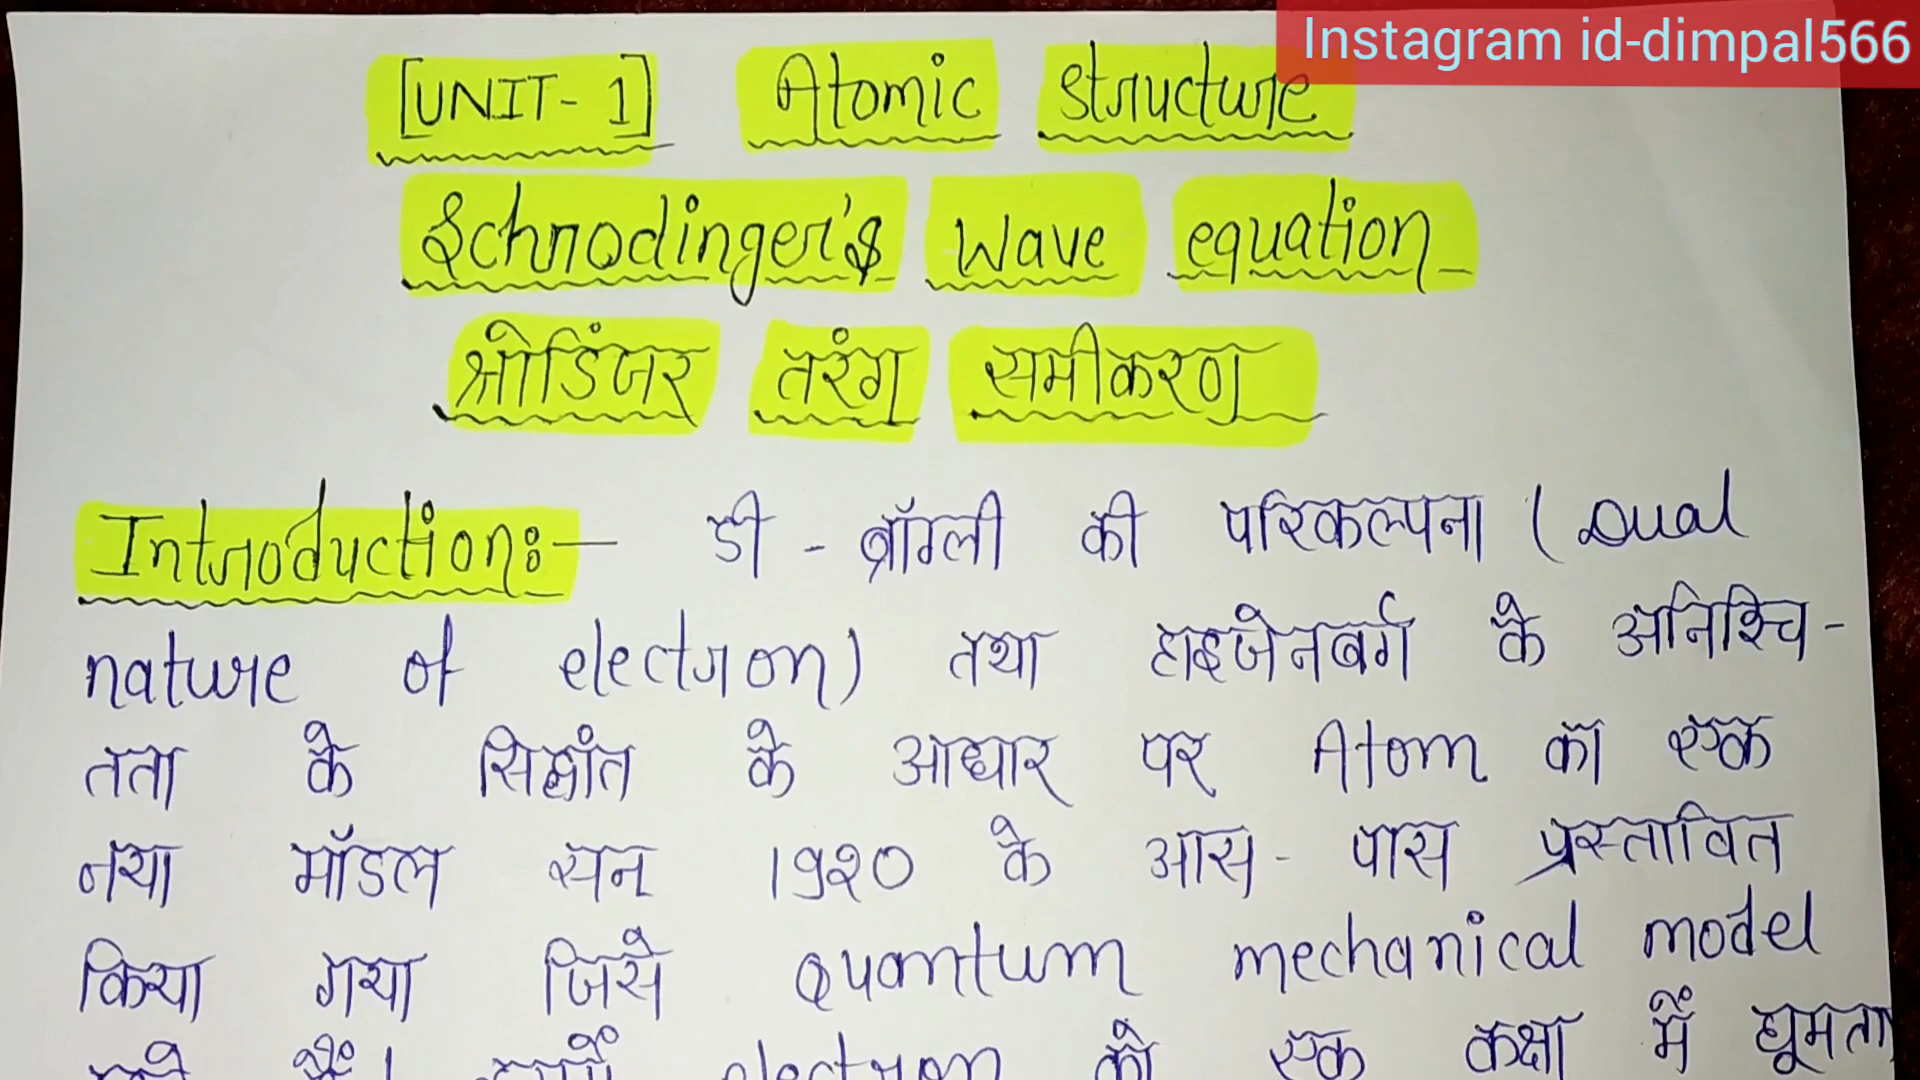 Instagram id-dimpal566
[UNIT-1] Atomic structure
Schrodinger's Wave equation
श्रोडिंजर तरंग समीकरण
Introduction:- डी - ब्रॉग्ली की परिकल्पना ( Dual
nature of electron) तथा हाइजेनबर्ग के अनिश्चि-
तता के सिद्धांत के आधार पर Atom का एक
नया मॉडल सन 1920 के आस - पास प्रस्तावित
किया गया जिसे Quantum mechanical model
electron को एक कक्षा में घूमता